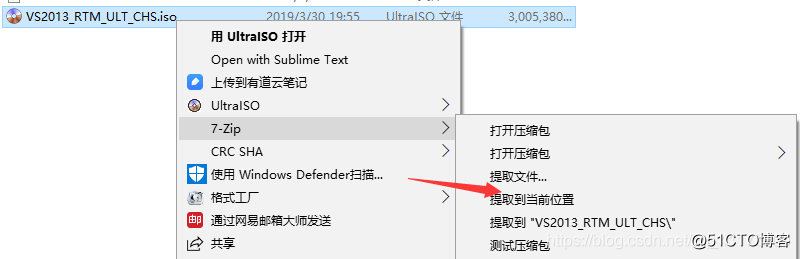 VS2013_RTM_ULT_CHS.iso 2019/3/30 19:55 UltraISO 文件 3,005,380...
用 UltraISO 打开
Open with Sublime Text
上传到有道云笔记
UltraISO
7-Zip
CRC SHA
使用 Windows Defender扫描...
格式工厂
通过网易邮箱大师发送
共享
打开压缩包
打开压缩包
提取文件...
提取到当前位置
提取到 "VS2013_RTM_ULT_CHS\"
测试压缩包
@51CTO博客